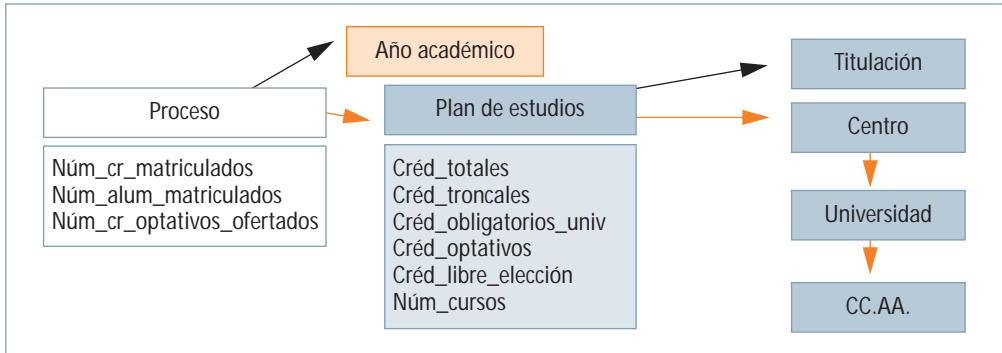 Año académico
Proceso
Núm_cr_matriculados
Núm_alum_matriculados
Núm_cr_optativos_ofertados
Plan de estudios
Créd_totales
Créd_troncales
Créd_obligatorios_univ
Créd_optativos
Créd_libre_elección
Núm_cursos
Titulación
Centro
Universidad
CC.AA.